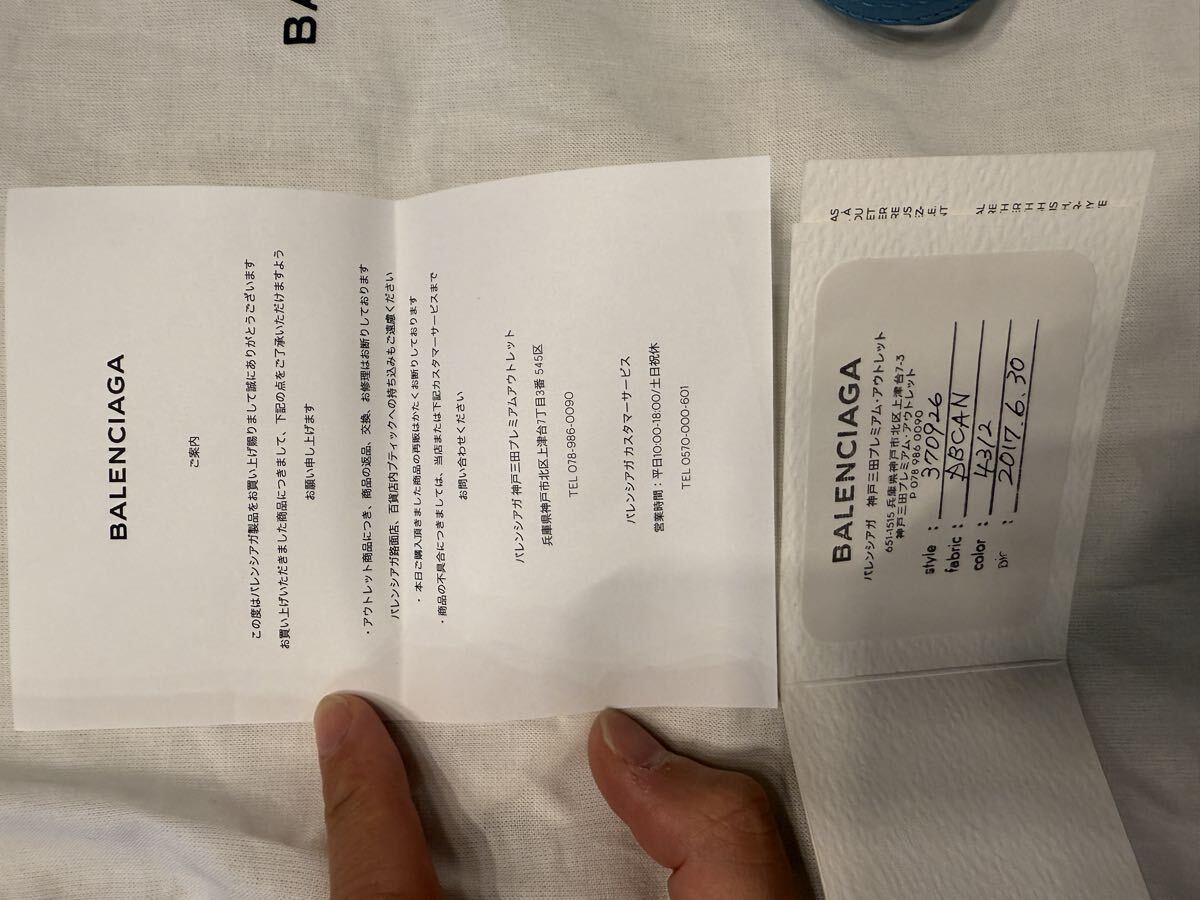 BA
BALENCIAGA
ご案内
この度はバレンシアガ製品をお買い上げ賜りまして誠にありがとうございます
お買い上げいただきました商品につきまして、下記の点をご了承いただけますよう
お願い申し上げます
・アウトレット商品につき、商品の返品、交換、お修理はお断りしております
バレンシアガ路面店、百貨店内ブティックへの持ち込みもご遠慮ください
・本日ご購入頂きました商品の再販はかたくお断りしております
・商品の不具合につきましては、当店または下記カスタマーサービスまで
お問い合わせください
バレンシアガ 神戸三田プレミアムアウトレット
兵庫県神戸市北区上津台7丁目3番 545区
TEL 078-986-0090
バレンシアガ カスタマーサービス
営業時間：平日10:00-18:00/土日祝休
TEL 0570-000-601
BALENCIAGA
バレンシアガ 神戸三田プレミアム・アウトレット
651-1515 兵庫県神戸市北区上津台7-3
神戸三田プレミアム・アウトレット
P 078 986 0090
style : 370926
fabric : ABCAN
color : 4312
: 2017.6.30
AS
À
OU
ET
ER
RE
US
EZ-
E.
NT
AL
RE
TH
ER
TH
HH
IS
H,
R-
NY
E